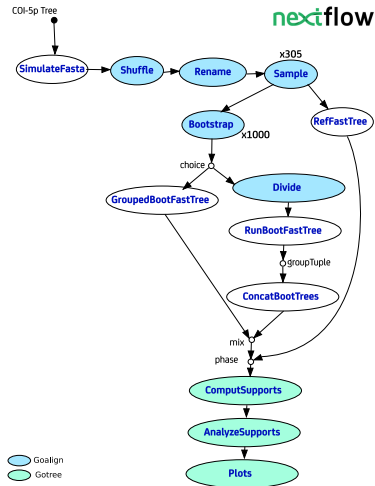 COI-5p Tree
nextflow
SimulateFasta
Shuffle
Rename
x305
Sample
Bootstrap
x1000
RefFastTree
choice
GroupedBootFastTree
Divide
RunBootFastTree
groupTuple
ConcatBootTrees
mix
phase
ComputSupports
AnalyzeSupports
Plots
Goalign
Gotree